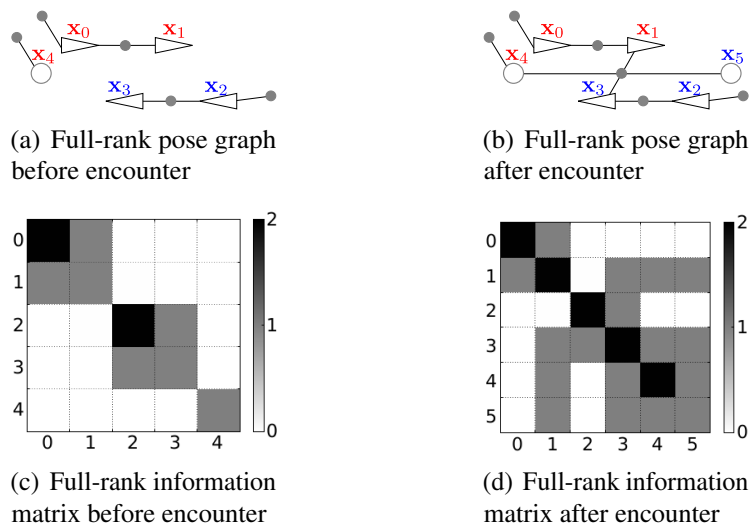 x0
x1
x4
x3
x2
(a) Full-rank pose graph
before encounter
x0
x1
x4
x5
x3
x2
(b) Full-rank pose graph
after encounter
0
1
2
3
4
0 1 2 3 4
2
1
0
(c) Full-rank information
matrix before encounter
0
1
2
3
4
5
0 1 2 3 4 5
2
1
0
(d) Full-rank information
matrix after encounter